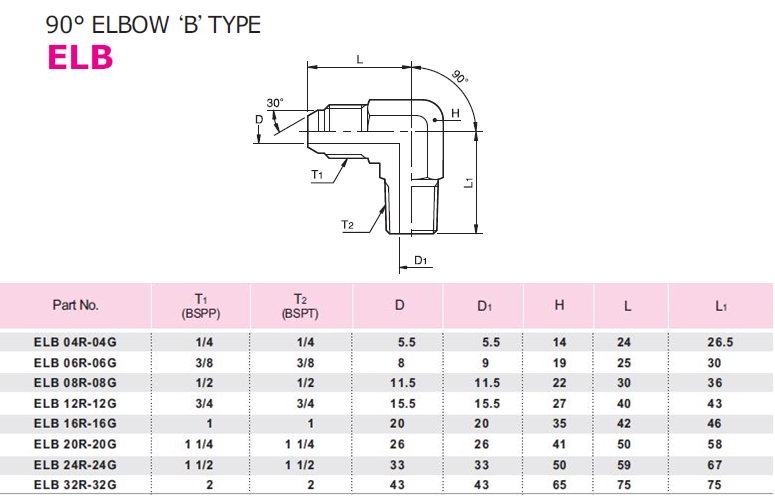 90° ELBOW ‘B’ TYPE
ELB
L
90°
30°
D
H
T1
L1
T2
D1
Part No. T1 (BSPP) T2 (BSPT) D D1 H L L1
ELB 04R-04G 1/4 1/4 5.5 5.5 14 24 26.5
ELB 06R-06G 3/8 3/8 8 9 19 25 30
ELB 08R-08G 1/2 1/2 11.5 11.5 22 30 36
ELB 12R-12G 3/4 3/4 15.5 15.5 27 40 43
ELB 16R-16G 1 1 20 20 35 42 46
ELB 20R-20G 1 1/4 1 1/4 26 26 41 50 58
ELB 24R-24G 1 1/2 1 1/2 33 33 50 59 67
ELB 32R-32G 2 2 43 43 65 75 75